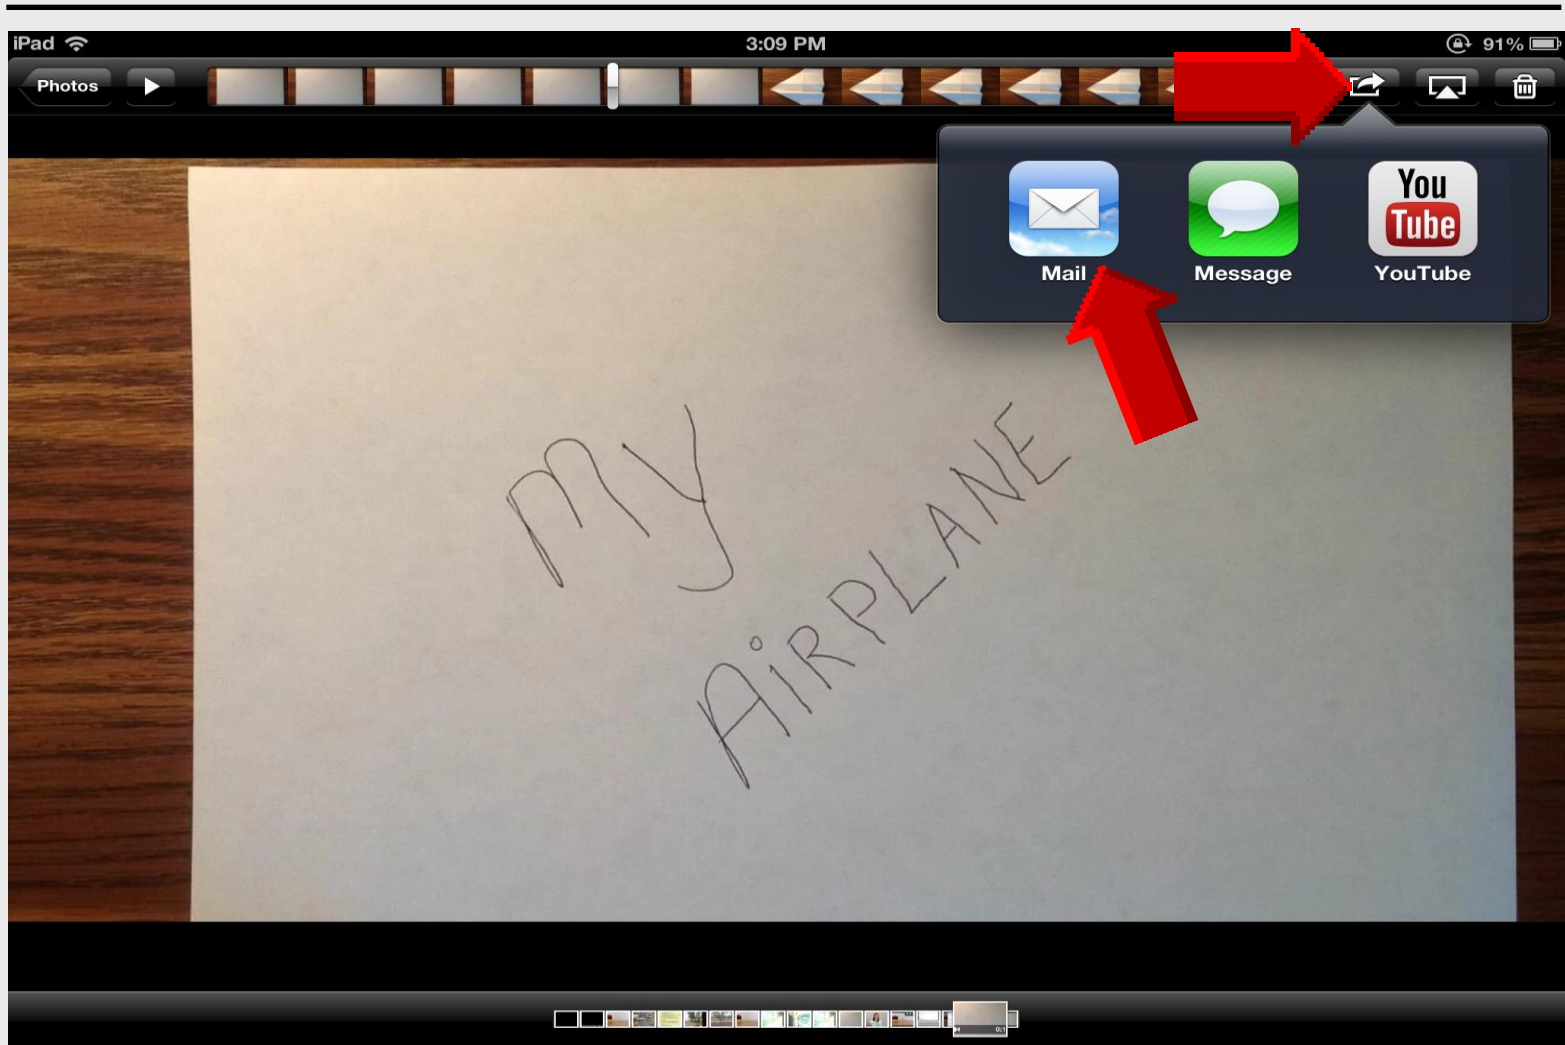 iPad 3:09 PM 91%
Photos
You
Tube
Mail Message YouTube
My
AiRPLANE